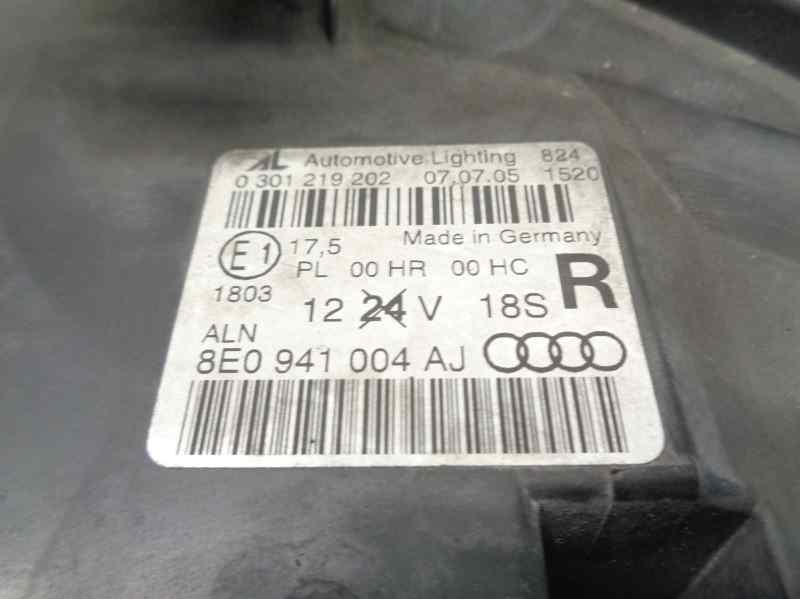 AL Automotive Lighting 824
0 301 219 202 07.07.05 1520
E1 17,5 Made in Germany
PL 00 HR 00 HC R
1803 12 24 V 18S
ALN
8E0 941 004 AJ